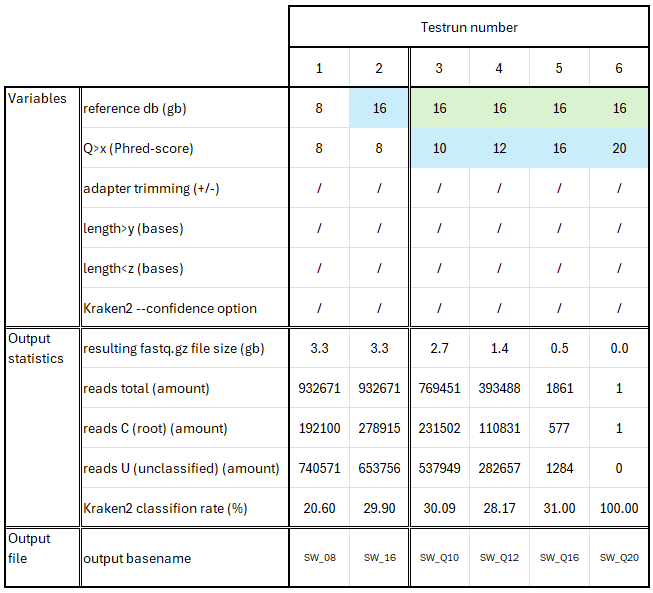 Testrun number
1 2 3 4 5 6
Variables
reference db (gb) 8 16 16 16 16 16
Q>x (Phred-score) 8 8 10 12 16 20
adapter trimming (+/-) / / / / / /
length>y (bases) / / / / / /
length<z (bases) / / / / / /
Kraken2 --confidence option / / / / / /
Output
statistics
resulting fastq.gz file size (gb) 3.3 3.3 2.7 1.4 0.5 0.0
reads total (amount) 932671 932671 769451 393488 1861 1
reads C (root) (amount) 192100 278915 231502 110831 577 1
reads U (unclassified) (amount) 740571 653756 537949 282657 1284 0
Kraken2 classifion rate (%) 20.60 29.90 30.09 28.17 31.00 100.00
Output
file
output basename SW_08 SW_16 SW_Q10 SW_Q12 SW_Q16 SW_Q20